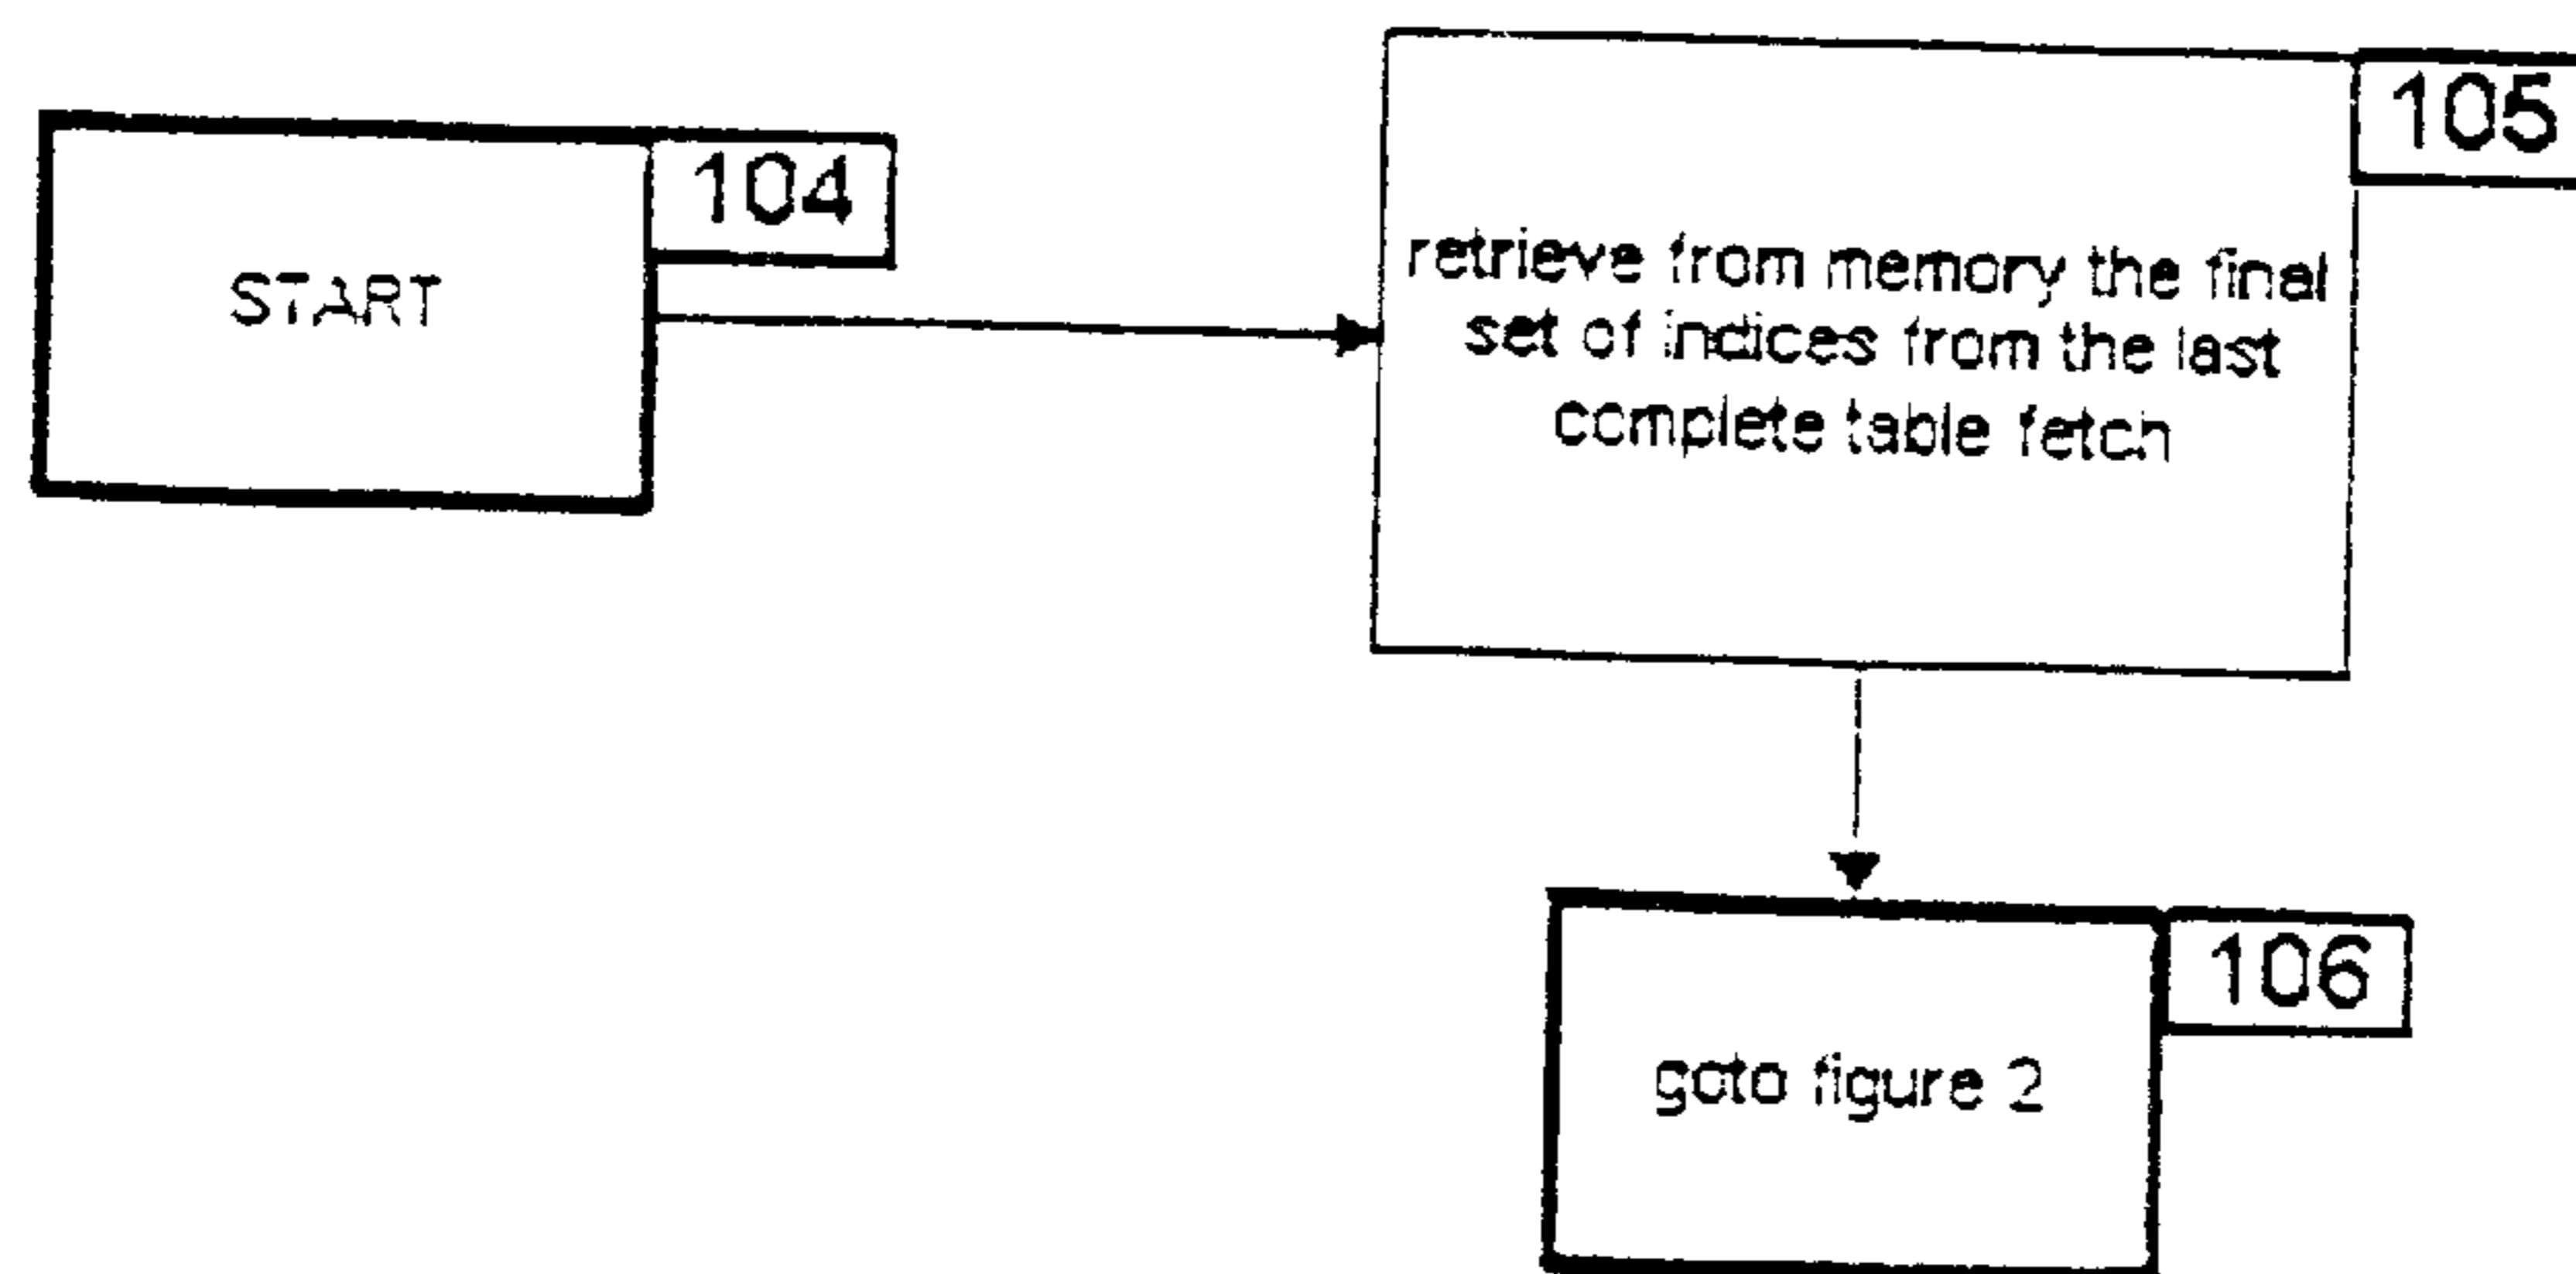 104
START
105
retrieve from memory the final
set of indices from the last
complete table fetch
106
goto figure 2